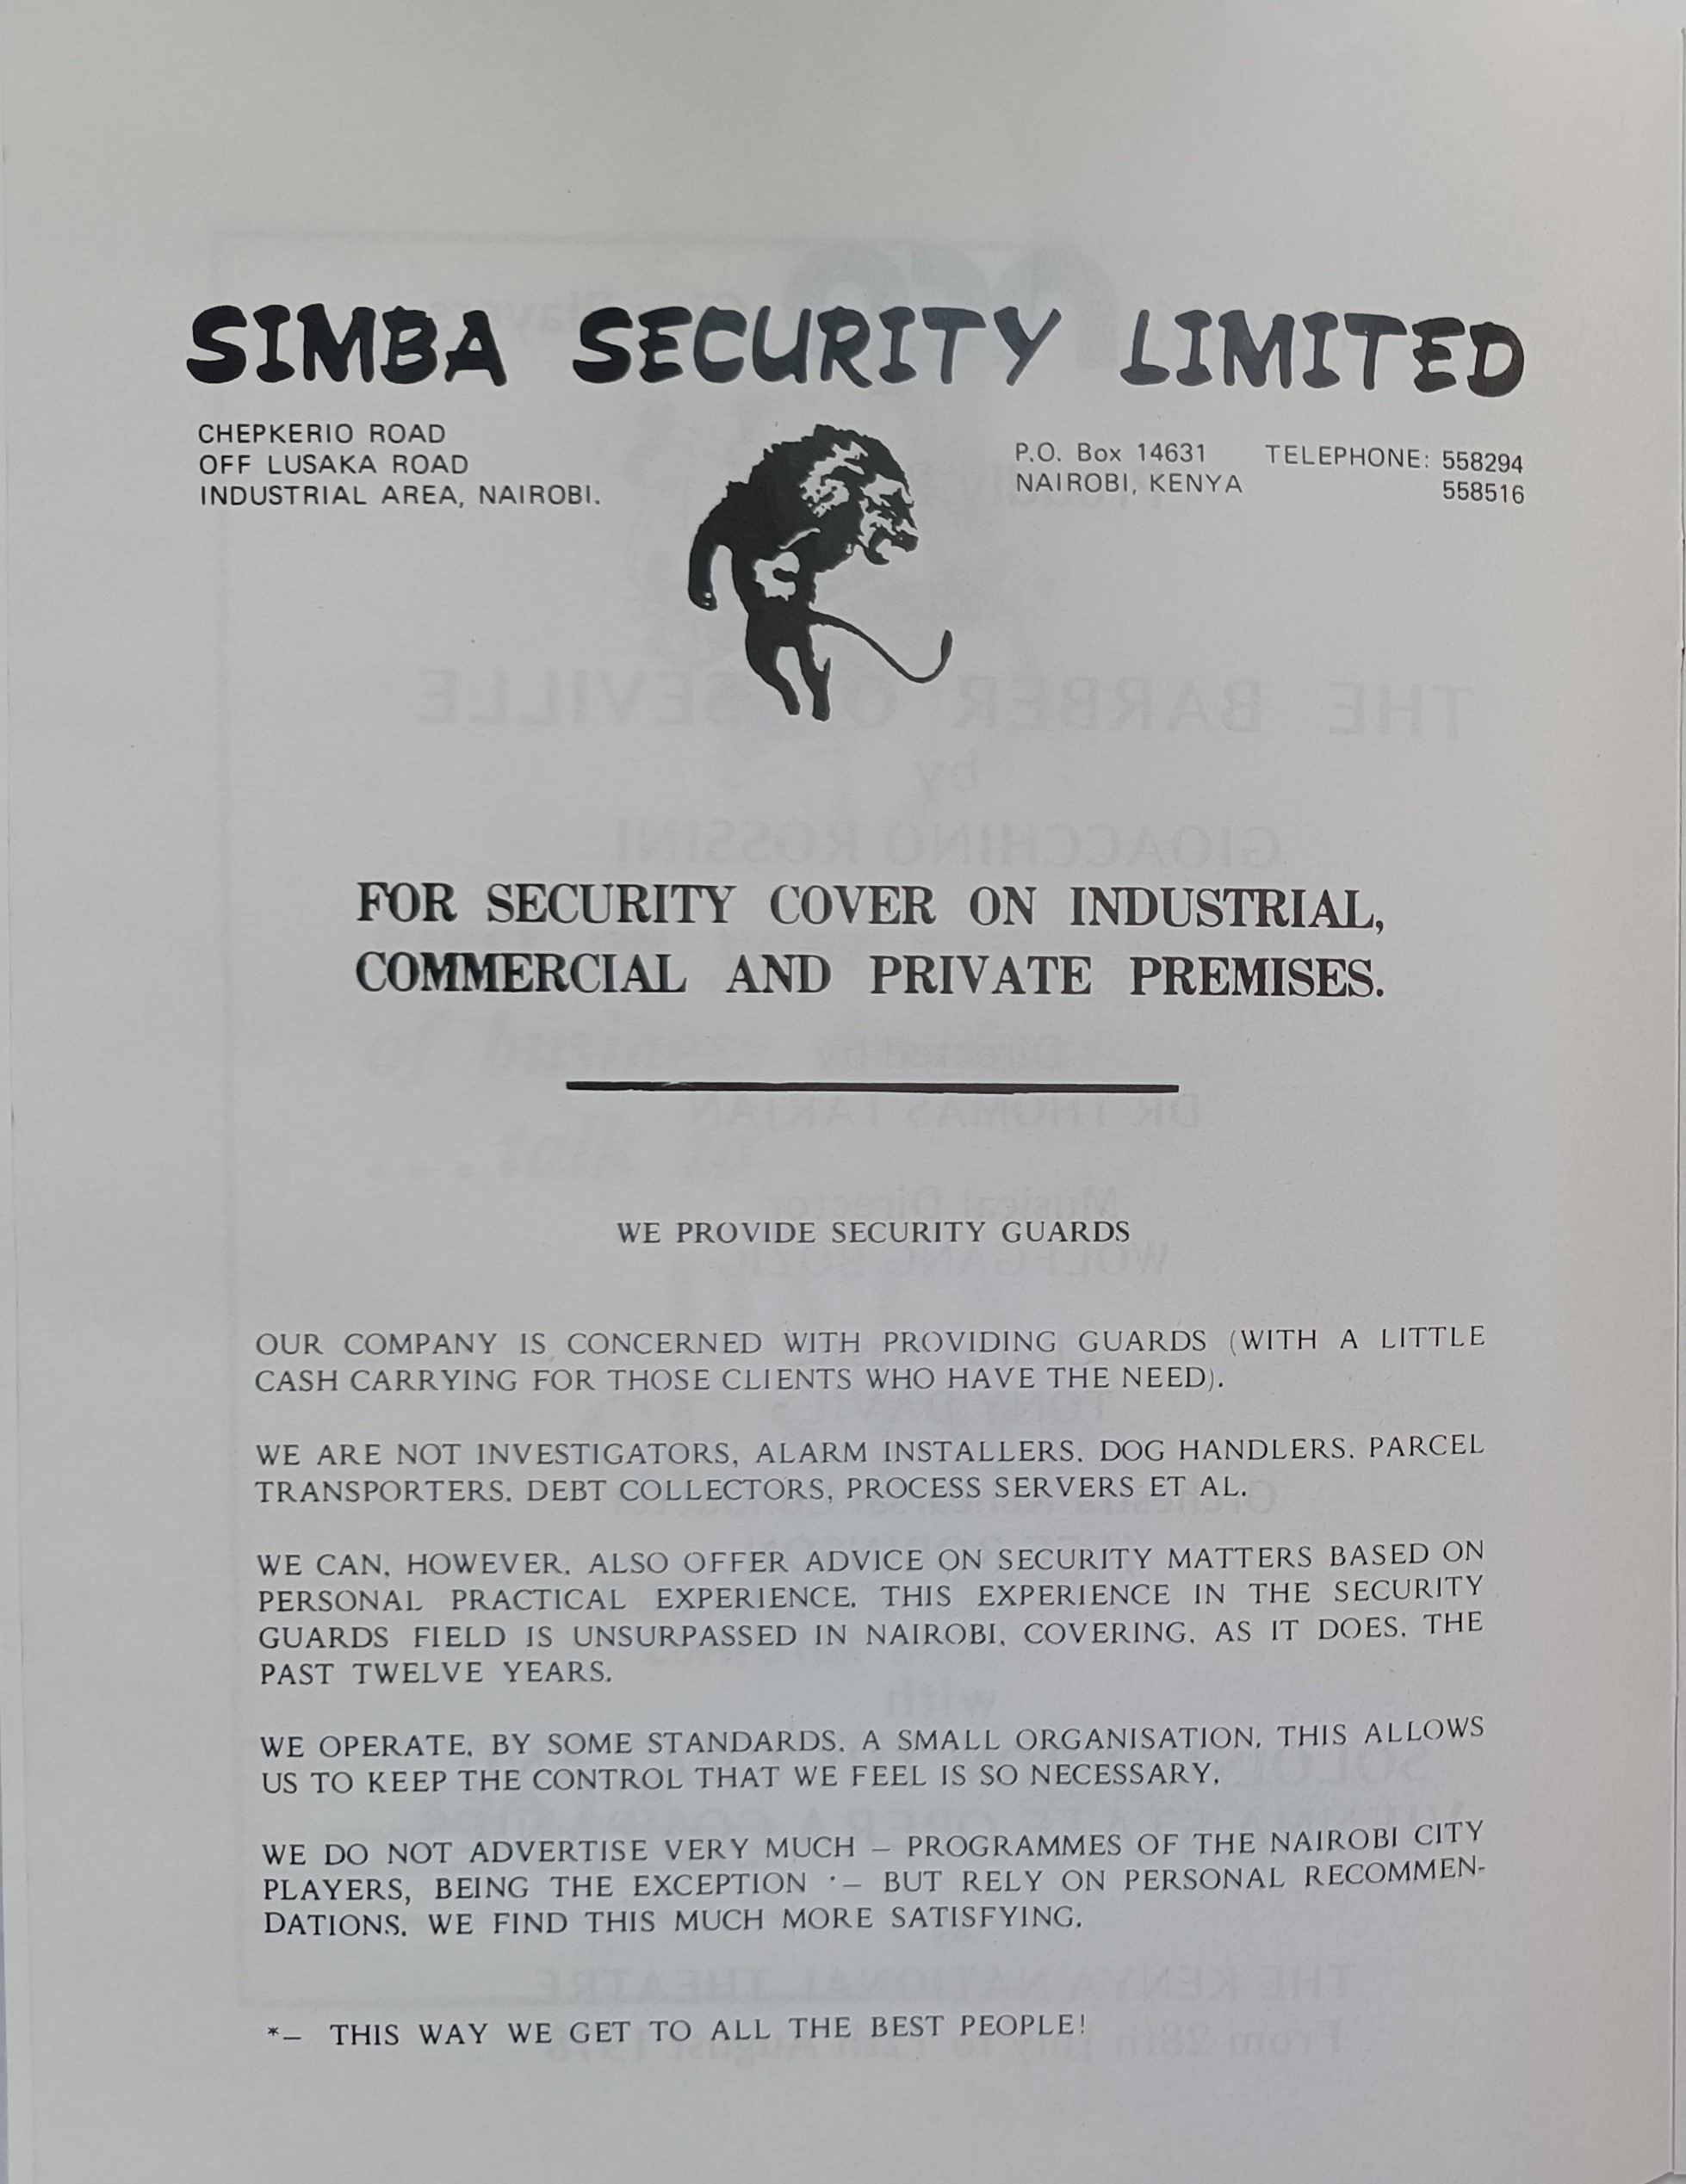 SIMBA SECURITY LIMITED
CHEPKERIO ROAD
OFF LUSAKA ROAD
INDUSTRIAL AREA, NAIROBI.
P.O. Box 14631
NAIROBI, KENYA
TELEPHONE: 558294
558516
FOR SECURITY COVER ON INDUSTRIAL,
COMMERCIAL AND PRIVATE PREMISES.
WE PROVIDE SECURITY GUARDS
OUR COMPANY IS CONCERNED WITH PROVIDING GUARDS (WITH A LITTLE
CASH CARRYING FOR THOSE CLIENTS WHO HAVE THE NEED).
WE ARE NOT INVESTIGATORS, ALARM INSTALLERS, DOG HANDLERS, PARCEL
TRANSPORTERS, DEBT COLLECTORS, PROCESS SERVERS ET AL.
WE CAN, HOWEVER, ALSO OFFER ADVICE ON SECURITY MATTERS BASED ON
PERSONAL PRACTICAL EXPERIENCE. THIS EXPERIENCE IN THE SECURITY
GUARDS FIELD IS UNSURPASSED IN NAIROBI, COVERING, AS IT DOES, THE
PAST TWELVE YEARS.
WE OPERATE, BY SOME STANDARDS, A SMALL ORGANISATION, THIS ALLOWS
US TO KEEP THE CONTROL THAT WE FEEL IS SO NECESSARY.
WE DO NOT ADVERTISE VERY MUCH – PROGRAMMES OF THE NAIROBI CITY
PLAYERS, BEING THE EXCEPTION *– BUT RELY ON PERSONAL RECOMMEN-
DATIONS. WE FIND THIS MUCH MORE SATISFYING.
*– THIS WAY WE GET TO ALL THE BEST PEOPLE!